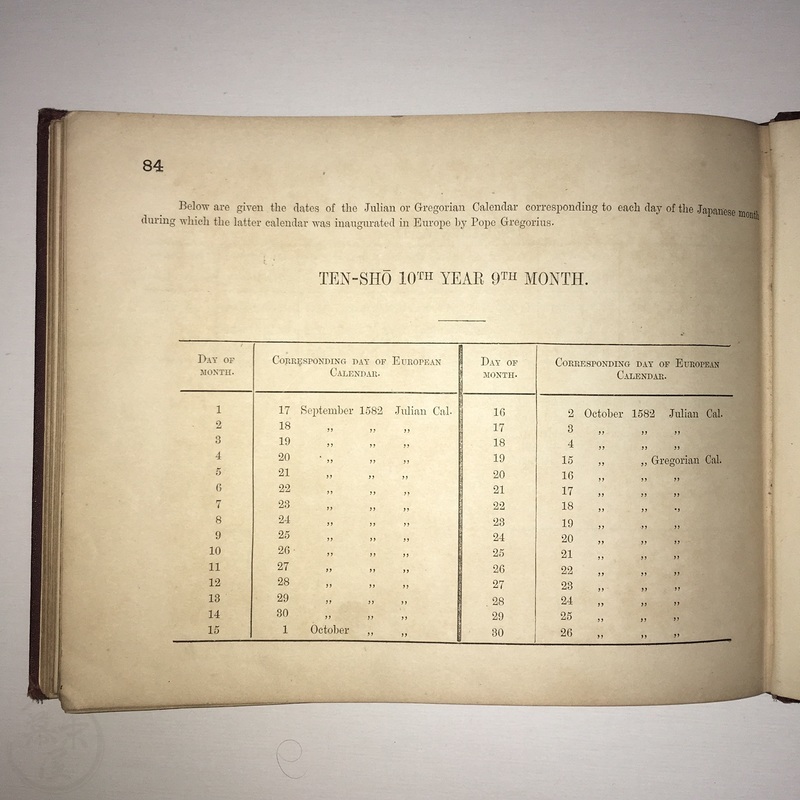 84
Below are given the dates of the Julian or Gregorian Calendar corresponding to each day of the Japanese month
during which the latter calendar was inaugurated in Europe by Pope Gregorius.
TEN-SHŌ 10TH YEAR 9TH MONTH.
DAY OF MONTH. CORRESPONDING DAY OF EUROPEAN CALENDAR. DAY OF MONTH. CORRESPONDING DAY OF EUROPEAN CALENDAR.
1 17 September 1582 Julian Cal. 16 2 October 1582 Julian Cal.
2 18 „ „ „ 17 3 „ „ „
3 19 „ „ „ 18 4 „ „ „
4 20 „ „ „ 19 15 „ „ Gregorian Cal.
5 21 „ „ „ 20 16 „ „ „
6 22 „ „ „ 21 17 „ „ „
7 23 „ „ „ 22 18 „ „ „
8 24 „ „ „ 23 19 „ „ „
9 25 „ „ „ 24 20 „ „ „
10 26 „ „ „ 25 21 „ „ „
11 27 „ „ „ 26 22 „ „ „
12 28 „ „ „ 27 23 „ „ „
13 29 „ „ „ 28 24 „ „ „
14 30 „ „ „ 29 25 „ „ „
15 1 October „ „ 30 26 „ „ „